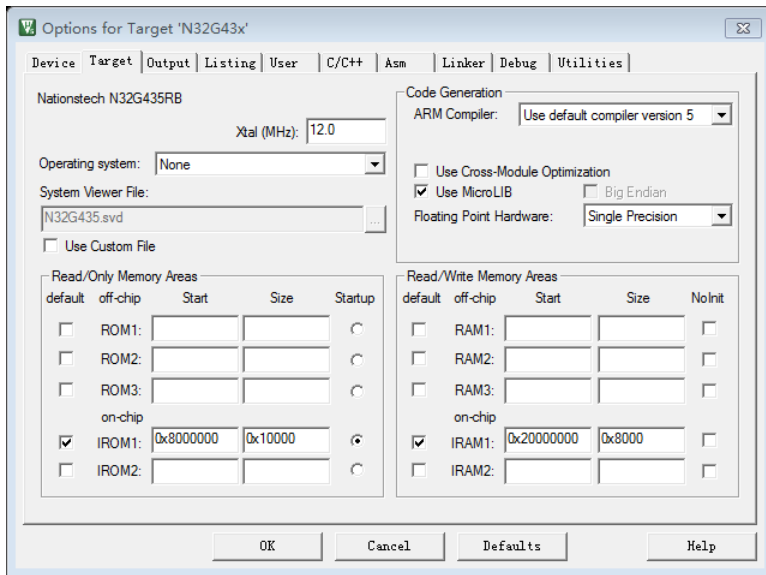 Options for Target 'N32G43x'
Device Target Output Listing User C/C++ Asm Linker Debug Utilities
Nationstech N32G435RB
Xtal (MHz): 12.0
Operating system: None
System Viewer File:
N32G435.svd ...
Use Custom File
Code Generation
ARM Compiler: Use default compiler version 5
Use Cross-Module Optimization
Use MicroLIB Big Endian
Floating Point Hardware: Single Precision
Read/Only Memory Areas
default off-chip Start Size Startup
ROM1:
ROM2:
ROM3:
on-chip
IROM1: 0x8000000 0x10000
IROM2:
Read/Write Memory Areas
default off-chip Start Size NoInit
RAM1:
RAM2:
RAM3:
on-chip
IRAM1: 0x20000000 0x8000
IRAM2:
OK Cancel Defaults Help